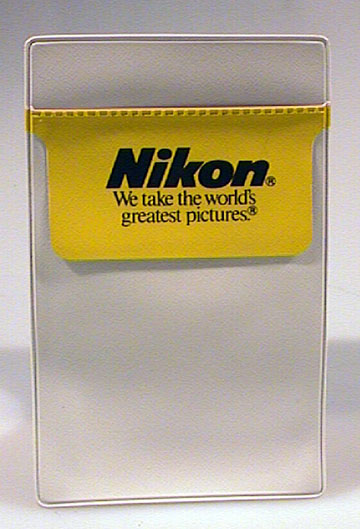 Nikon®
We take the world's
greatest pictures.®